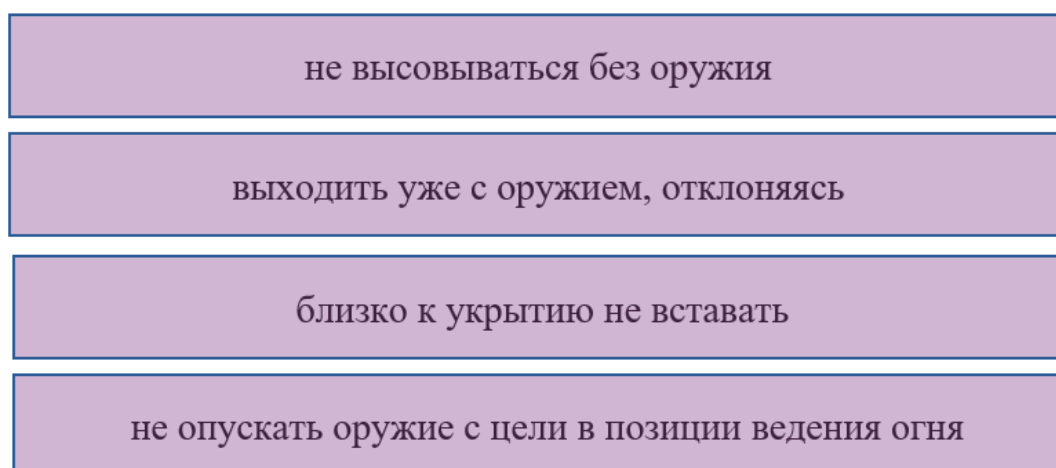 не высовываться без оружия
выходить уже с оружием, отклоняясь
близко к укрытию не вставать
не опускать оружие с цели в позиции ведения огня